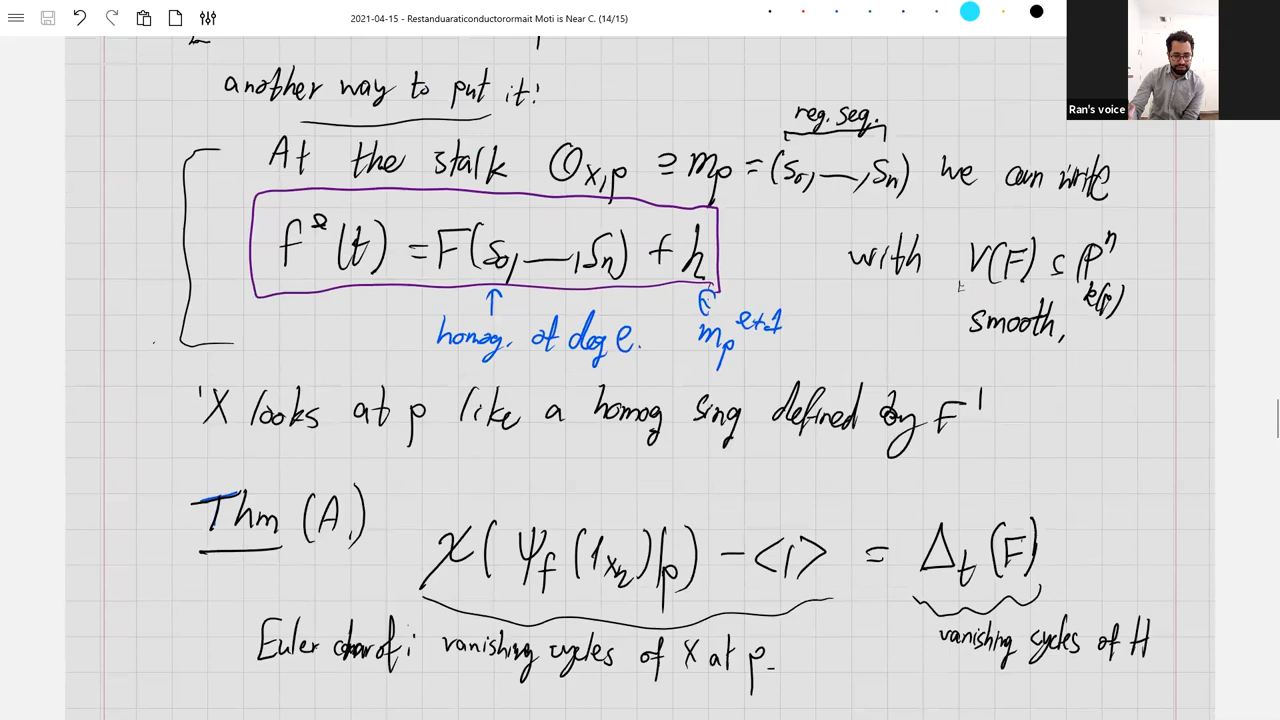 2021-04-15 - Restanduaraticonductorormait Moti is Near C. (14/15)
Ran's voice
another way to put it:
reg. seq.
At the stalk 𝒪_{X,p} ⊇ m_p = (s_0, —, s_n) we can write
f^*(t) = F(s_0, —, s_n) + h
with V(F) ⊆ ℙ^n_{k(p)}
smooth,
homog. of deg e.
m_p^{e+1}
'X looks at p like a homog sing defined by F'
Thm (A.)
χ(Ψ_f(1_{X_η})|_p) - <1> = Δ_t(F)
Euler char of: vanishing cycles of X at p.
vanishing cycles of H